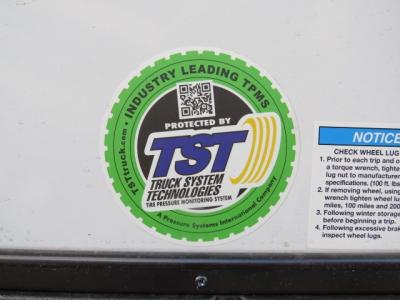 TSTtruck.com • INDUSTRY LEADING TPMS
PROTECTED BY
TST
TRUCK SYSTEM
TECHNOLOGIES
TIRE PRESSURE MONITORING SYSTEM
A Pressure Systems International Company
NOTICE
CHECK WHEEL LUG
1. Prior to each trip and
a torque wrench, tighte
lug nut to manufacturer
specifications. (100 ft. lbs
2. If removing wheel, using
wrench tighten wheel lu
miles, 100 miles and 200
3. Following winter storage
before beginning a trip.
4. Following excessive brak
inspect wheel lugs.